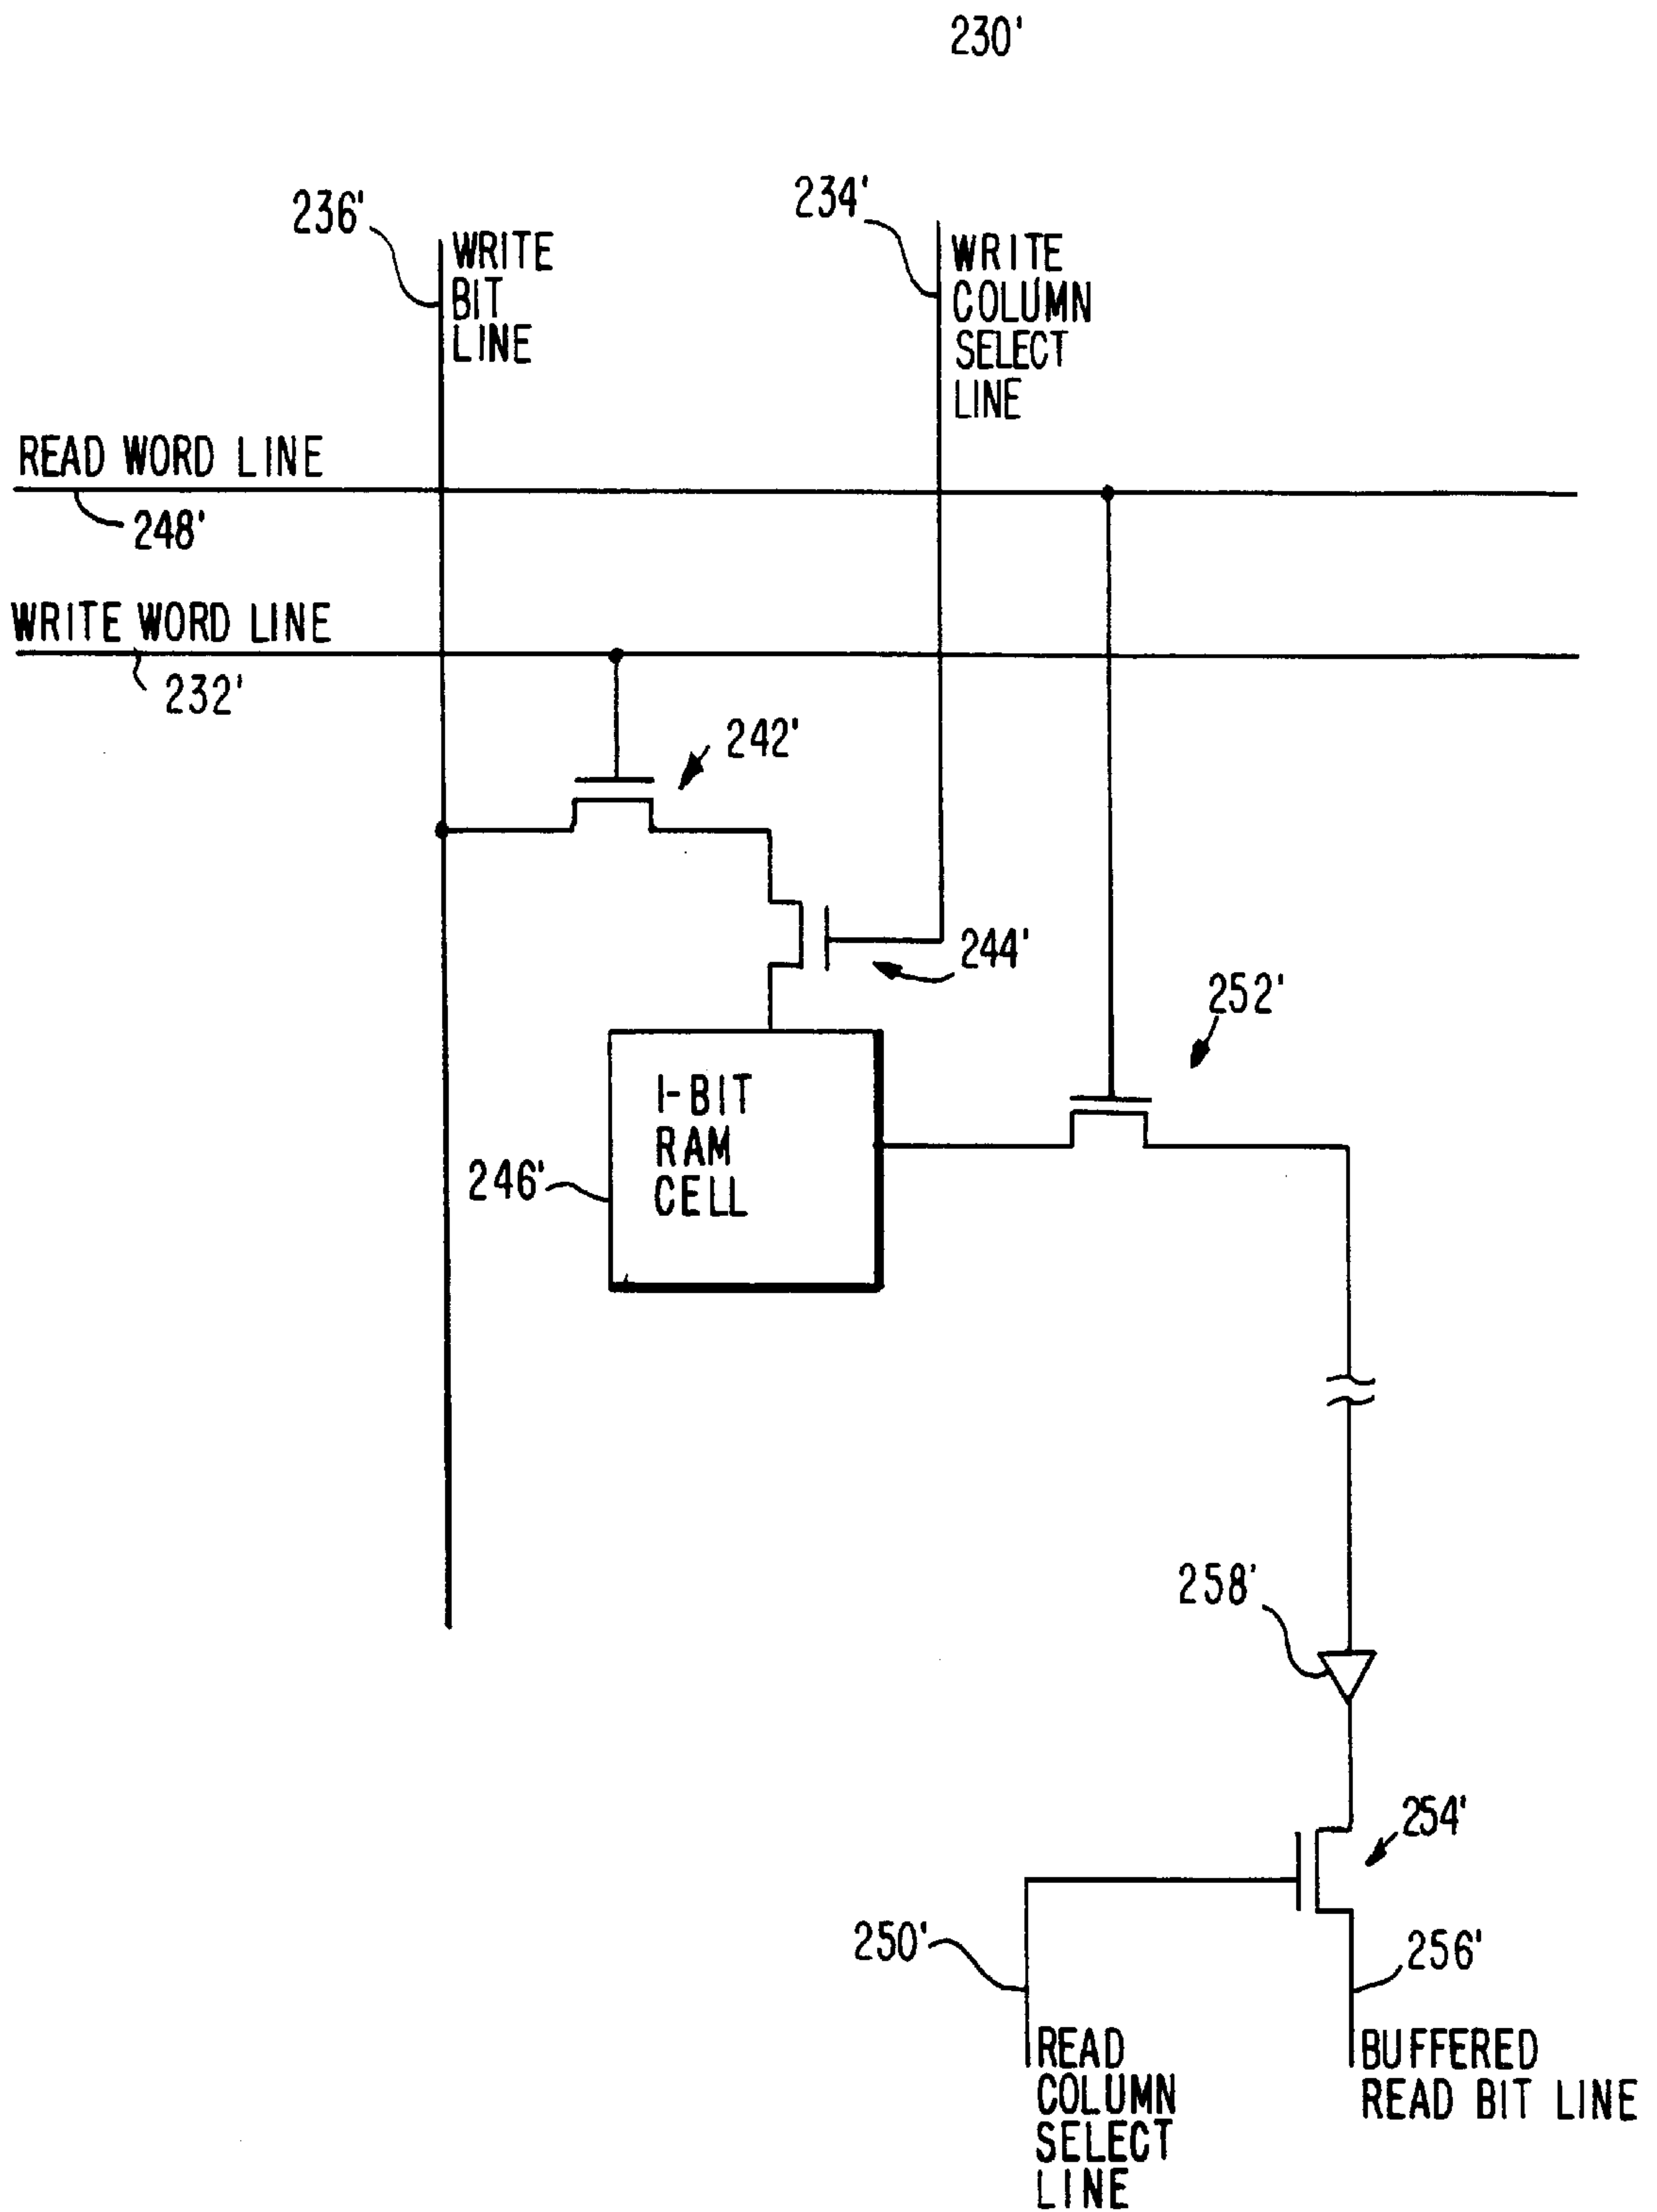 230'
236'
234'
WRITE
BIT
LINE
WRITE
COLUMN
SELECT
LINE
READ WORD LINE
248'
WRITE WORD LINE
232'
242'
244'
252'
1-BIT
RAM
CELL
246'
258'
254'
250'
256'
READ
COLUMN
SELECT
LINE
BUFFERED
READ BIT LINE